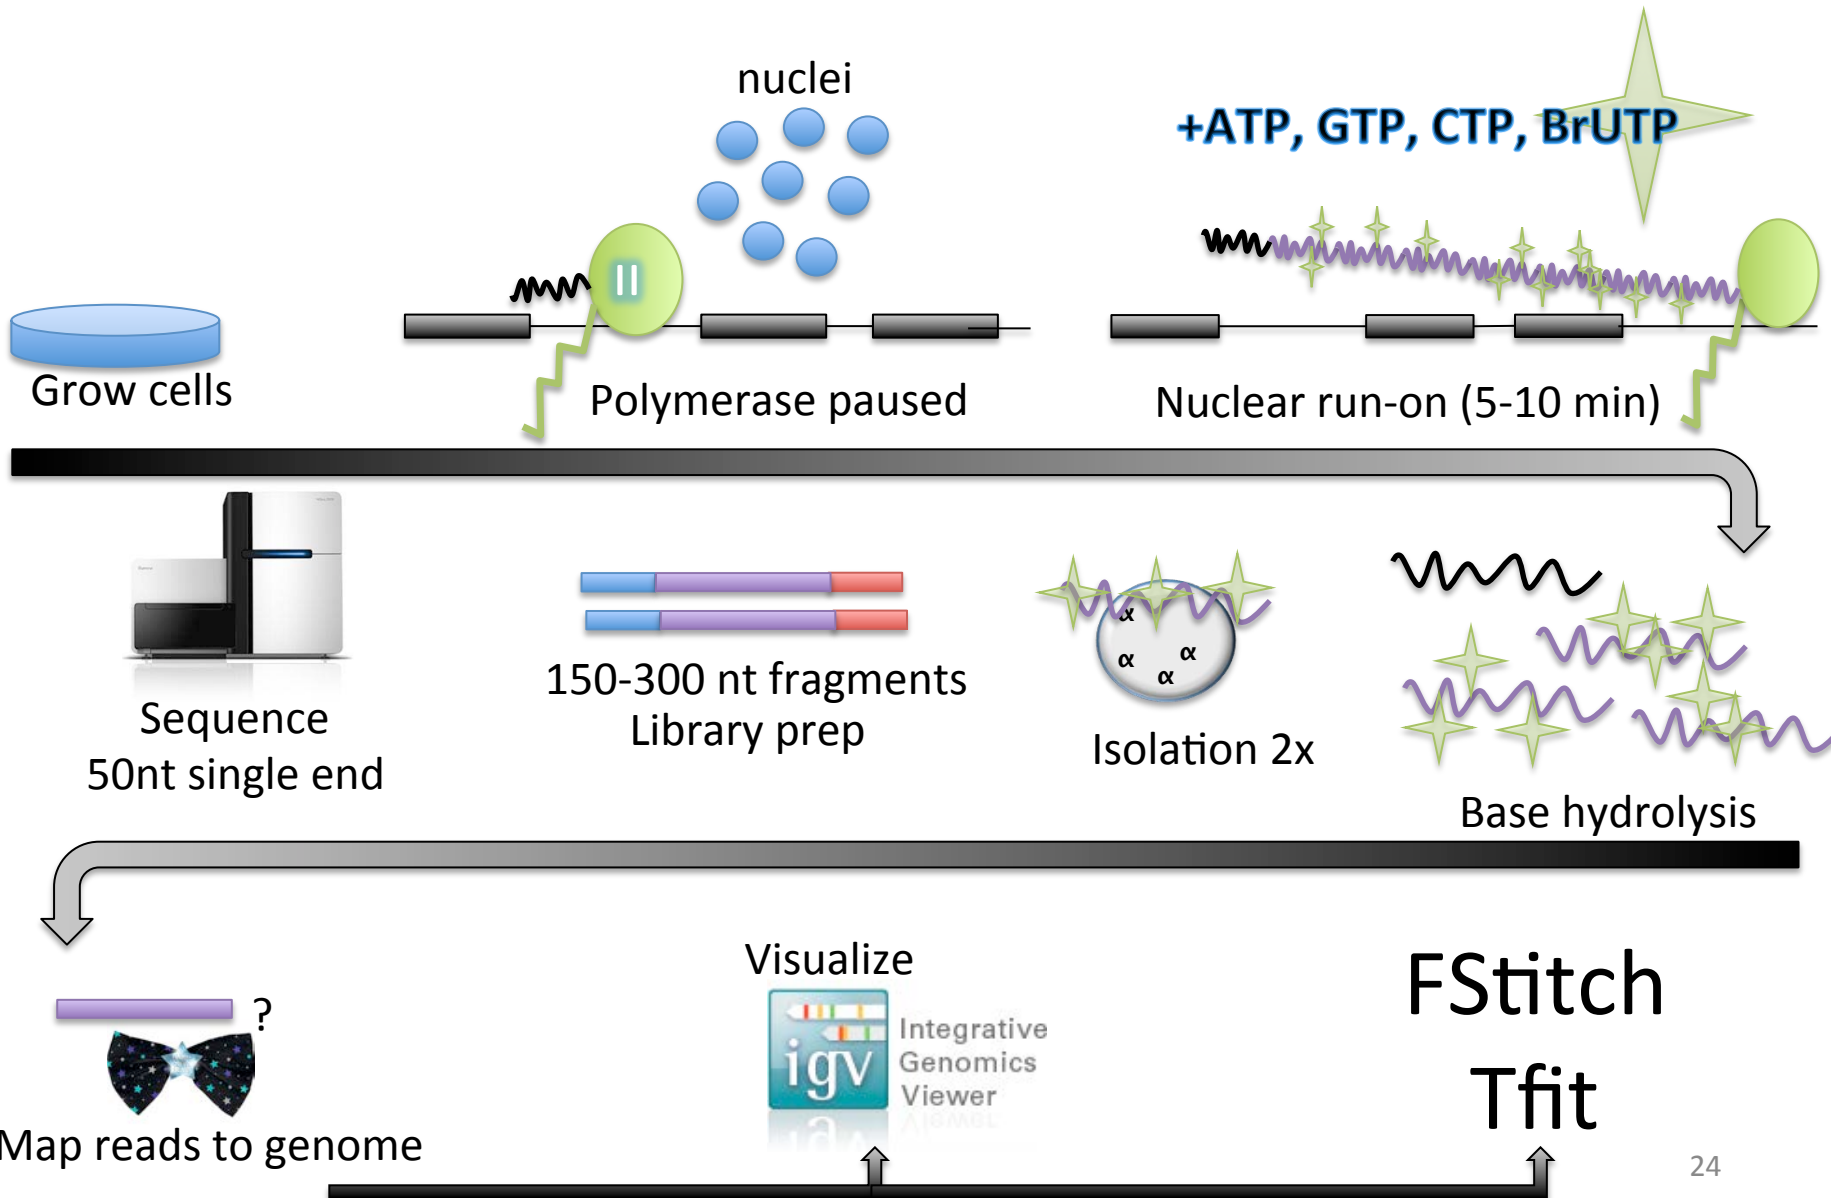 nuclei
+ATP, GTP, CTP, BrUTP
II
Grow cells
Polymerase paused
Nuclear run-on (5-10 min)
α
α
α
α
Sequence
50nt single end
150-300 nt fragments
Library prep
Isolation 2x
Base hydrolysis
?
Map reads to genome
Visualize
igv
Integrative
Genomics
Viewer
FStitch
Tfit
24